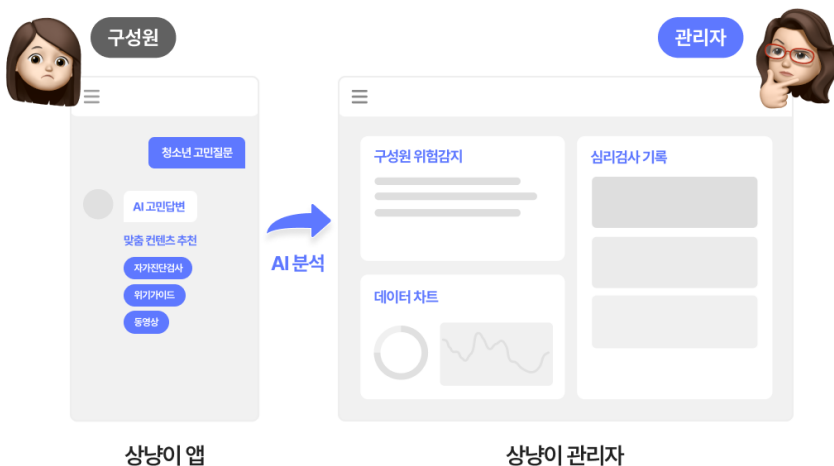 구성원
관리자
청소년 고민질문
AI 고민답변
맞춤 컨텐츠 추천
자가진단검사
위기가이드
동영상
AI 분석
구성원 위험감지
심리검사 기록
데이터 차트
상냥이 앱
상냥이 관리자